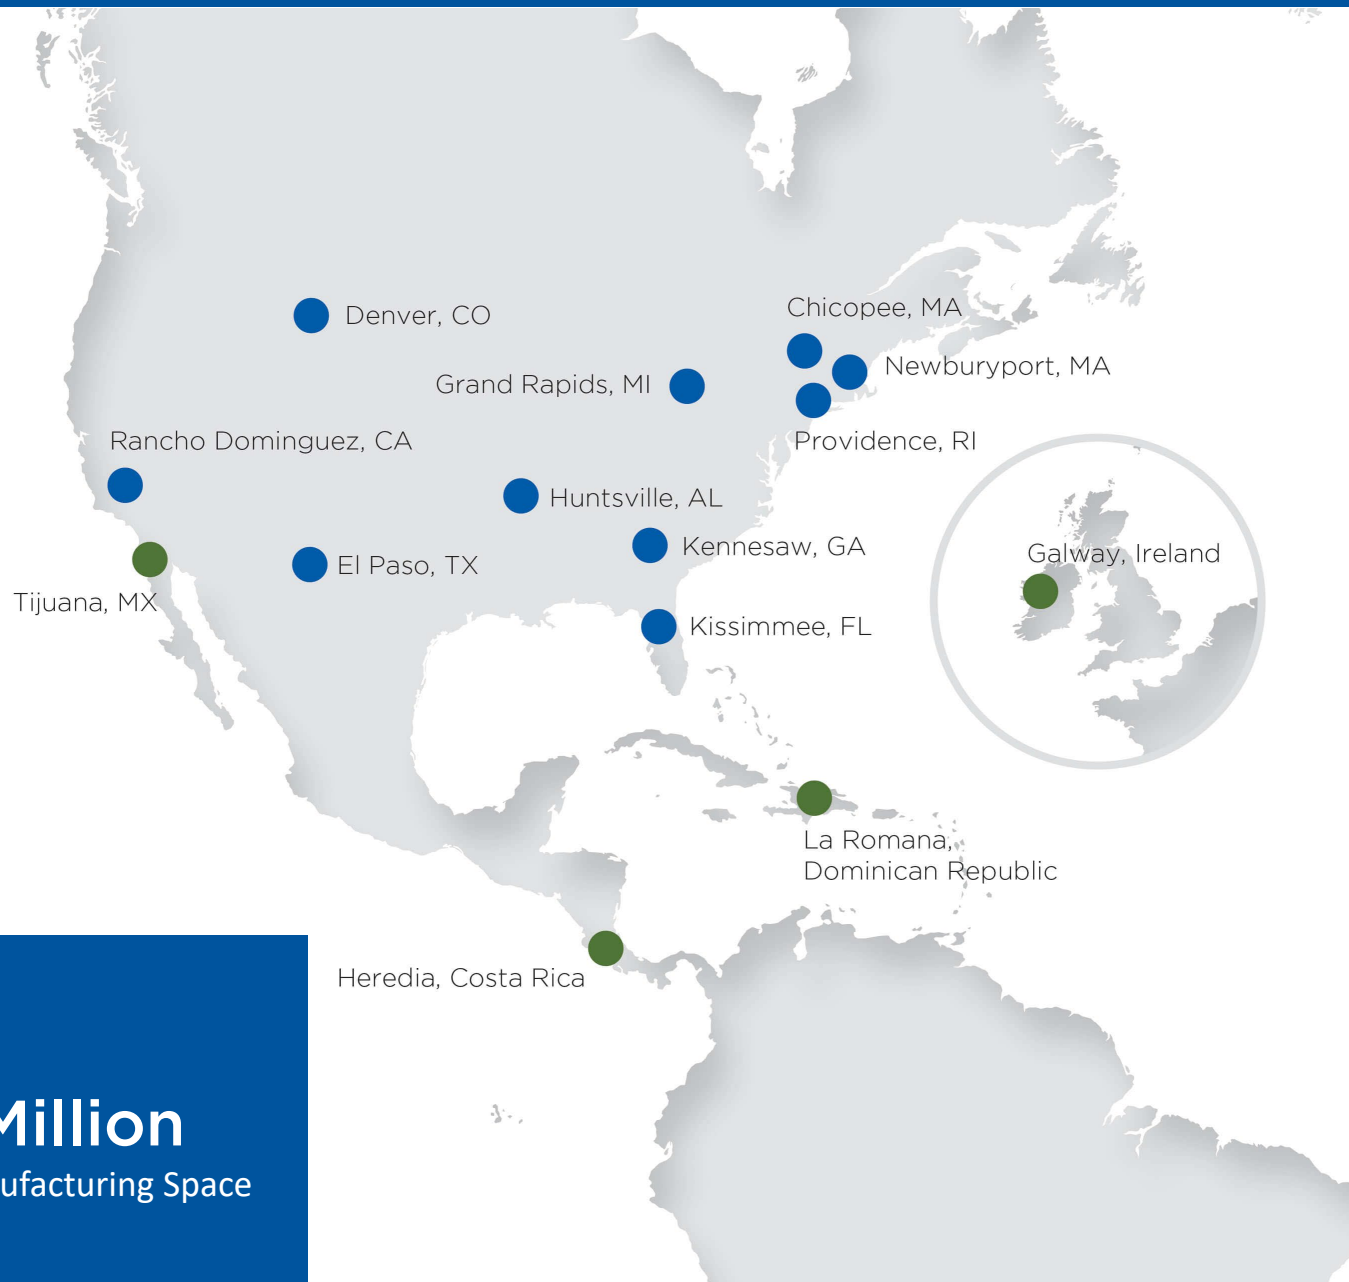 Chicopee, MA
Denver, CO
Newburyport, MA
Grand Rapids, MI
Rancho Dominguez, CA
Providence, RI
Huntsville, AL
Kennesaw, GA
Galway, Ireland
El Paso, TX
Tijuana, MX
Kissimmee, FL
La Romana,
Dominican Republic
Heredia, Costa Rica
Million
ufacturing Space